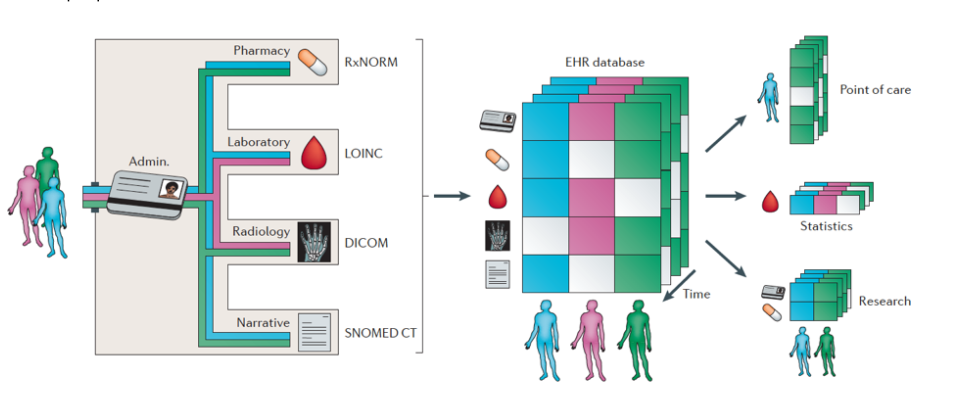 Pharmacy
RxNORM
Laboratory
LOINC
Admin.
Radiology
DICOM
Narrative
SNOMED CT
EHR database
Time
Point of care
Statistics
Research